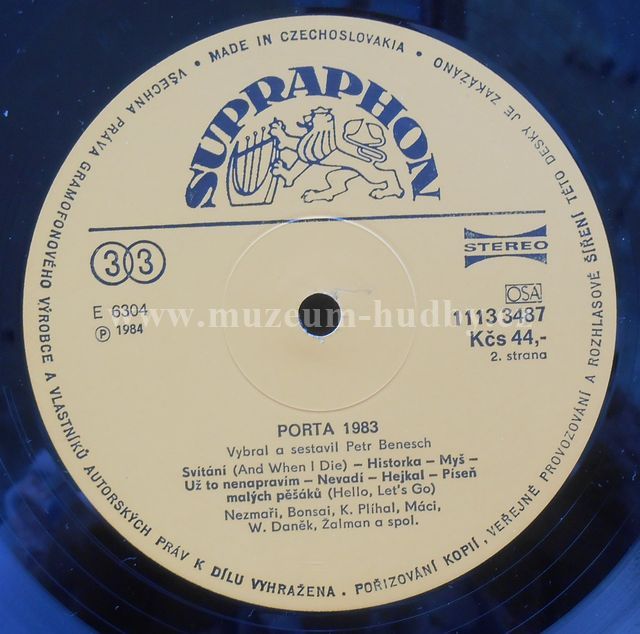 VŠECHNA PRÁVA GRAMOFONOVÉHO VÝROBCE A VLASTNÍKŮ AUTORSKÝCH PRÁV K DÍLU VYHRAŽENA. POŘIZOVÁNÍ KOPIÍ, VEŘEJNÉ PROVOZOVÁNÍ A ROZHLASOVÉ ŠÍŘENÍ TÉTO DESKY JE ZAKÁZÁNO
• MADE IN CZECHOSLOVAKIA •
SUPRAPHON
33
STEREO
E 6304
Ⓟ 1984
OSA
1113 3487
Kčs 44,-
2. strana
www.muzeum-hudby.cz
PORTA 1983
Vybral a sestavil Petr Benesch
Svítání (And When I Die) – Historka – Myš –
Už to nenapravím – Nevadí – Hejkal – Píseň
malých pěšáků (Hello, Let's Go)
Nezmaři, Bonsai, K. Plíhal, Máci,
W. Daněk, Žalman a spol.